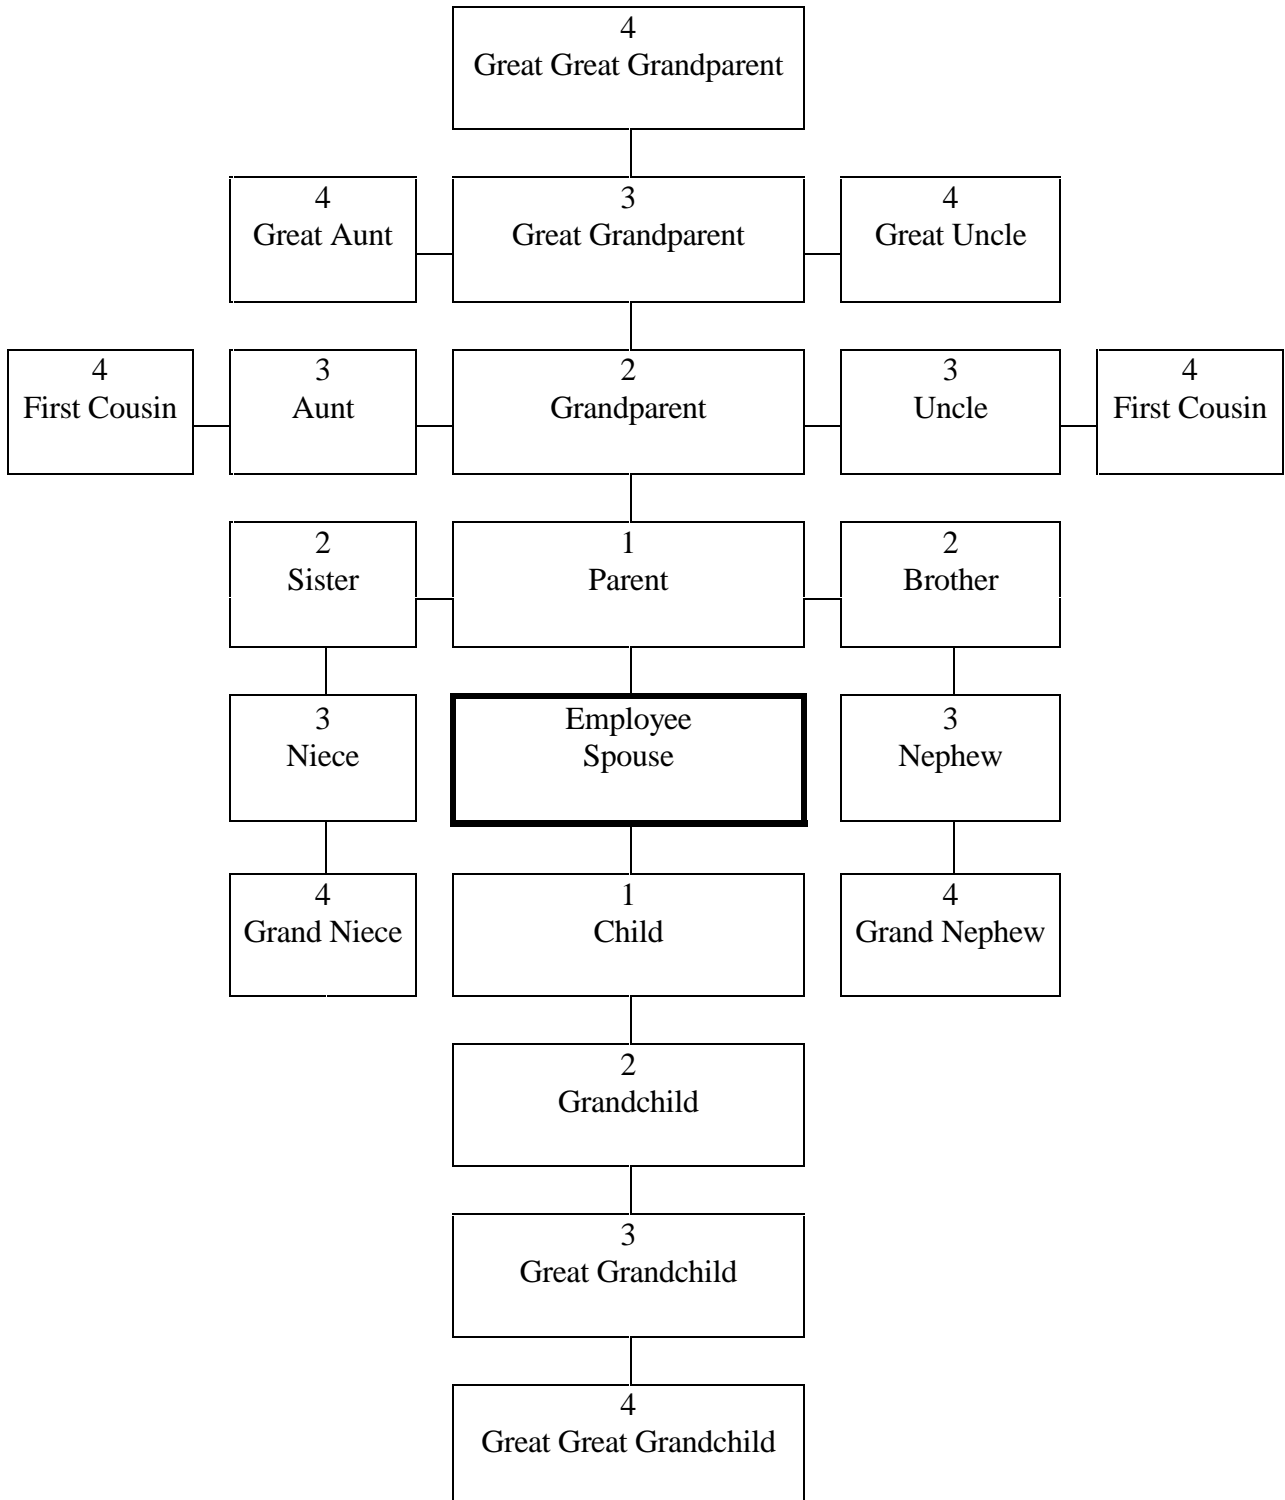 4
Great Great Grandparent
4
Great Aunt
3
Great Grandparent
4
Great Uncle
4
First Cousin
3
Aunt
2
Grandparent
3
Uncle
4
First Cousin
2
Sister
1
Parent
2
Brother
3
Niece
Employee
Spouse
3
Nephew
4
Grand Niece
1
Child
4
Grand Nephew
2
Grandchild
3
Great Grandchild
4
Great Great Grandchild